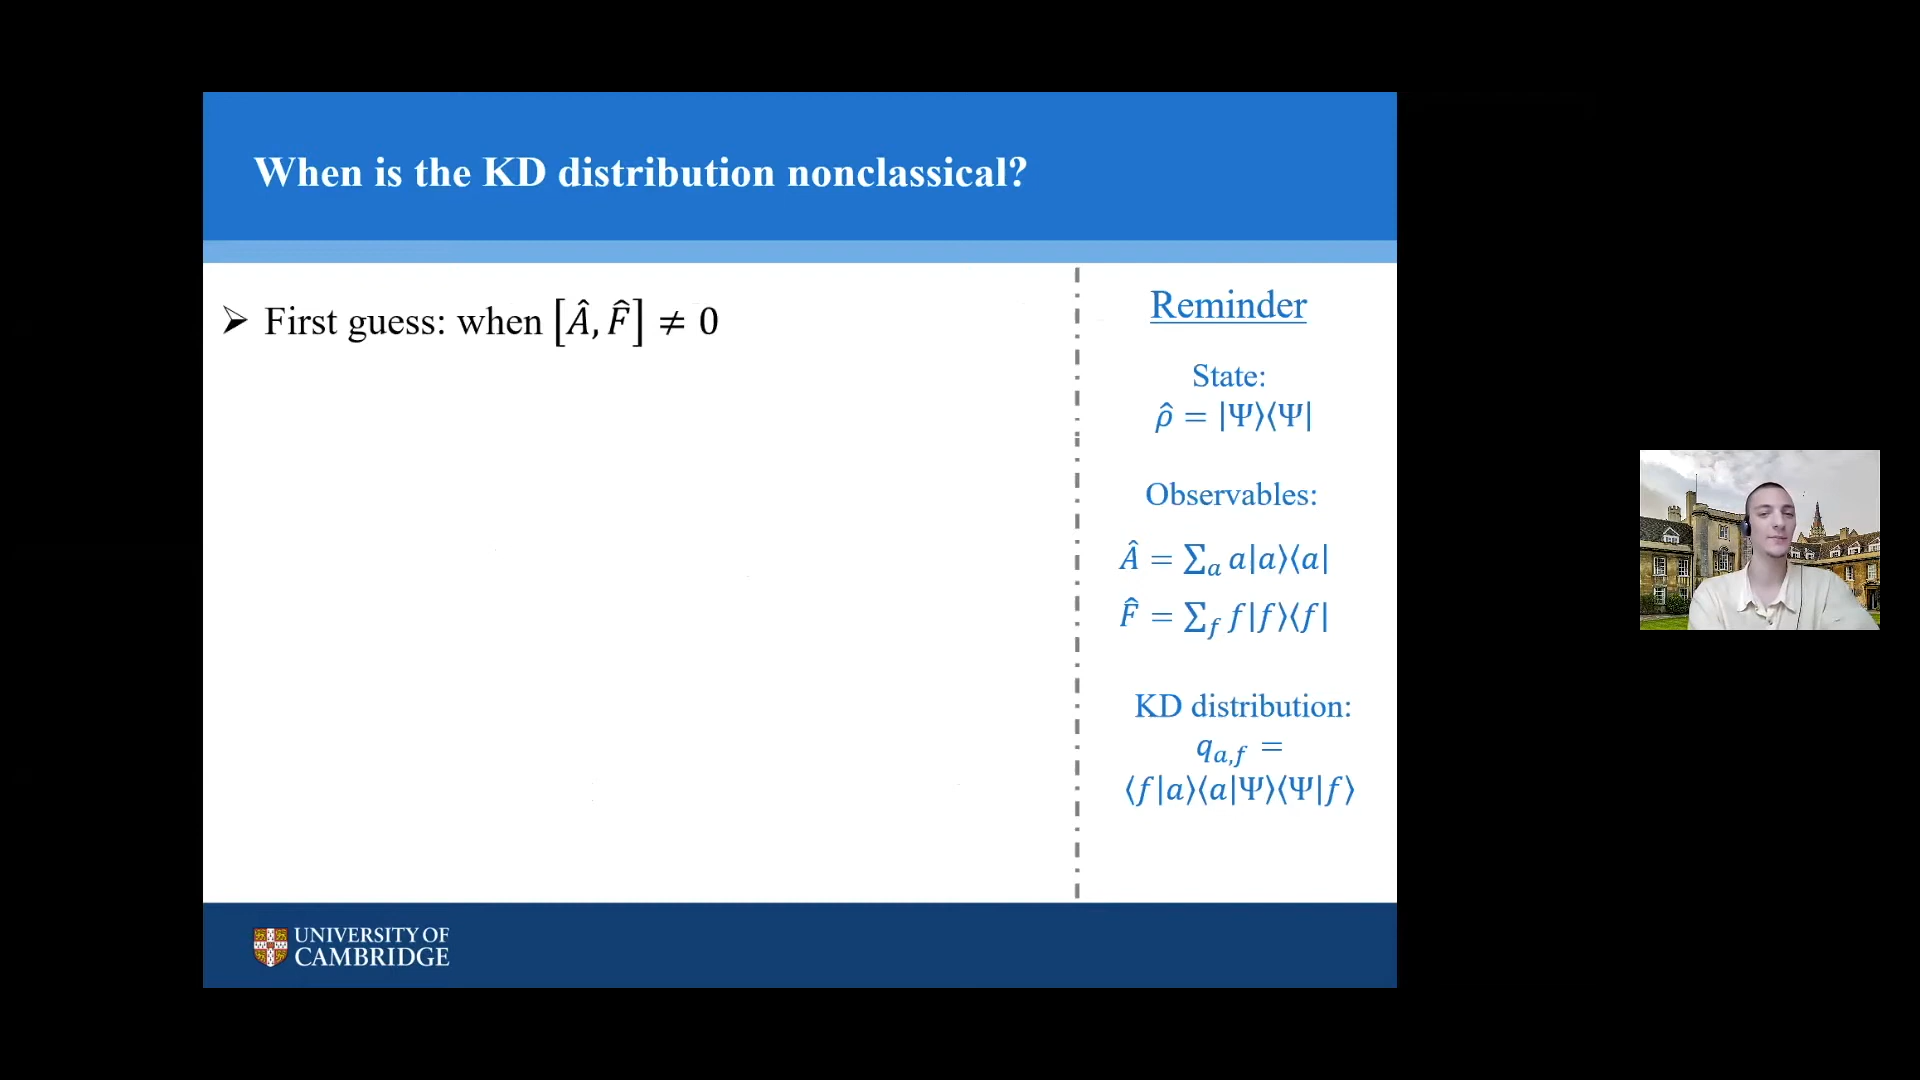 When is the KD distribution nonclassical?
➢ First guess: when [Â, F̂] ≠ 0
Reminder
State:
ρ̂ = |Ψ⟩⟨Ψ|
Observables:
Â = ∑ₐ a|a⟩⟨a|
F̂ = ∑_f f|f⟩⟨f|
KD distribution:
q_{a,f} =
⟨f|a⟩⟨a|Ψ⟩⟨Ψ|f⟩
UNIVERSITY OF
CAMBRIDGE